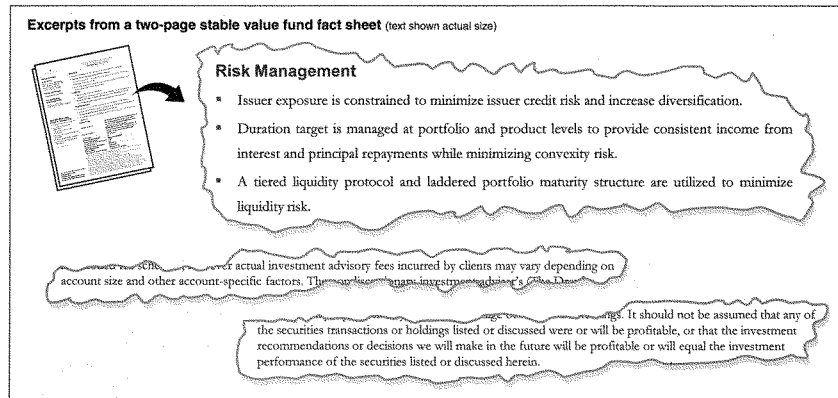 Excerpts from a two-page stable value fund fact sheet (text shown actual size)
Risk Management
▪ Issuer exposure is constrained to minimize issuer credit risk and increase diversification.
▪ Duration target is managed at portfolio and product levels to provide consistent income from
interest and principal repayments while minimizing convexity risk.
▪ A tiered liquidity protocol and laddered portfolio maturity structure are utilized to minimize
liquidity risk.
actual investment advisory fees incurred by clients may vary depending on
account size and other account-specific factors.
It should not be assumed that any of
the securities transactions or holdings listed or discussed were or will be profitable, or that the investment
recommendations or decisions we will make in the future will be profitable or will equal the investment
performance of the securities listed or discussed herein.